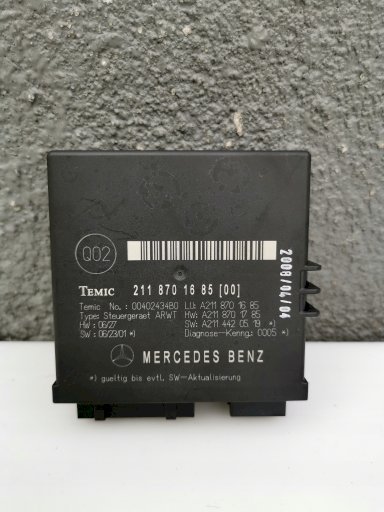 Q02
2008/04/04
TEMIC 211 870 16 85 [00]
Temic No.: 00402434B0 LU: A211 870 16 85
Type: Steuergeraet ARWT HW: A211 870 17 85
HW: 06/27 SW: A211 442 05 19 *)
SW: 06/23/01 *) Diagnose-Kenng.: 0005 *)
MERCEDES BENZ
*) gueltig bis evtl. SW-Aktualisierung